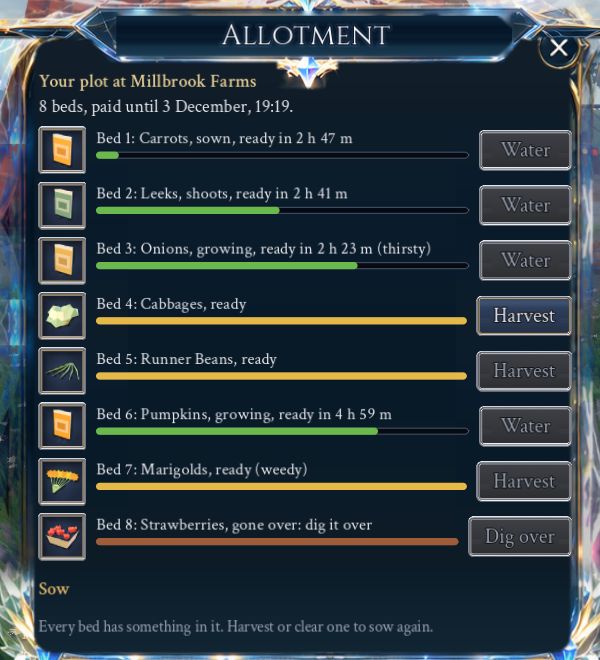 ALLOTMENT
Your plot at Millbrook Farms
8 beds, paid until 3 December, 19:19.
Bed 1: Carrots, sown, ready in 2 h 47 m
Water
Bed 2: Leeks, shoots, ready in 2 h 41 m
Water
Bed 3: Onions, growing, ready in 2 h 23 m (thirsty)
Water
Bed 4: Cabbages, ready
Harvest
Bed 5: Runner Beans, ready
Harvest
Bed 6: Pumpkins, growing, ready in 4 h 59 m
Water
Bed 7: Marigolds, ready (weedy)
Harvest
Bed 8: Strawberries, gone over: dig it over
Dig over
Sow
Every bed has something in it. Harvest or clear one to sow again.